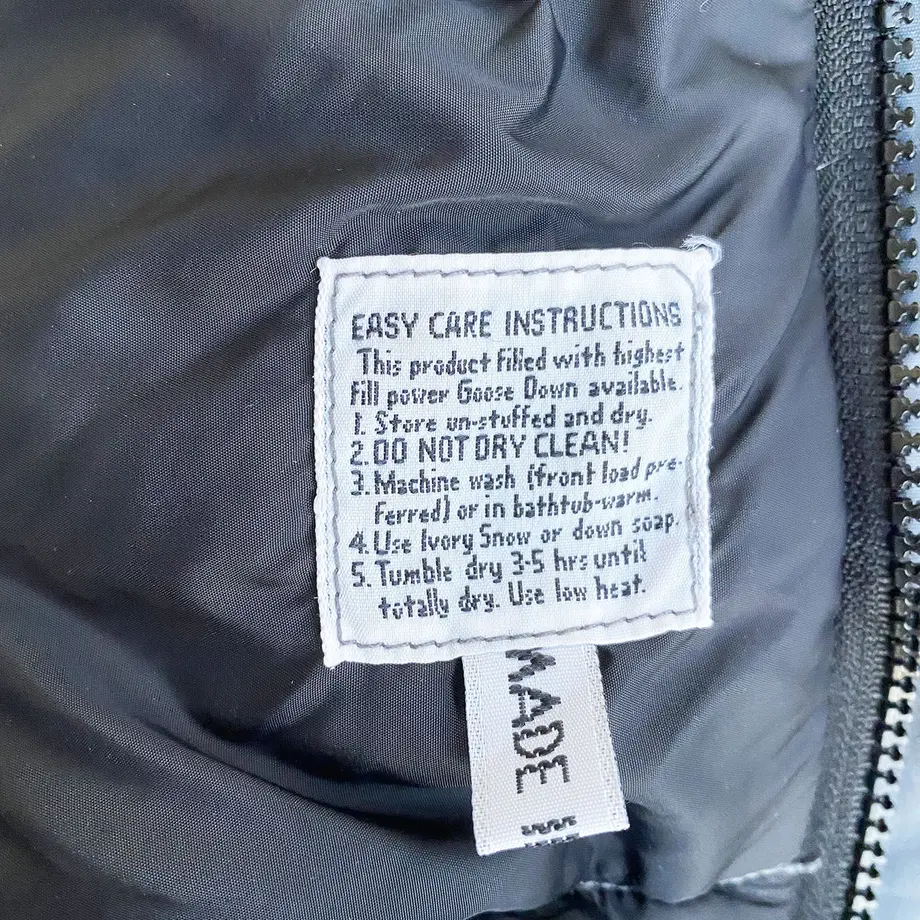 EASY CARE INSTRUCTIONS
This product filled with highest
fill power Goose Down available.
1. Store un-stuffed and dry.
2. DO NOT DRY CLEAN!
3. Machine wash (front load pre-
ferred) or in bathtub-warm.
4. Use Ivory Snow or down soap.
5. Tumble dry 3-5 hrs until
totally dry. Use low heat.
MADE